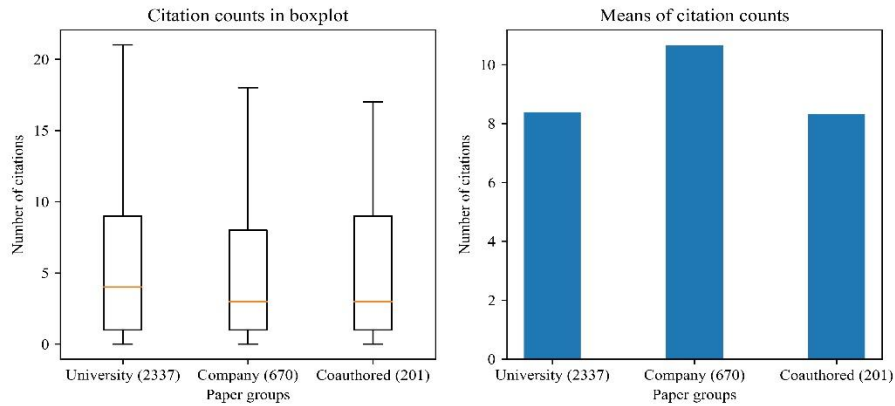 Citation counts in boxplot
Number of citations
20
15
10
5
0
University (2337) Company (670) Coauthored (201)
Paper groups
Means of citation counts
Number of citations
10
8
6
4
2
0
University (2337) Company (670) Coauthored (201)
Paper groups